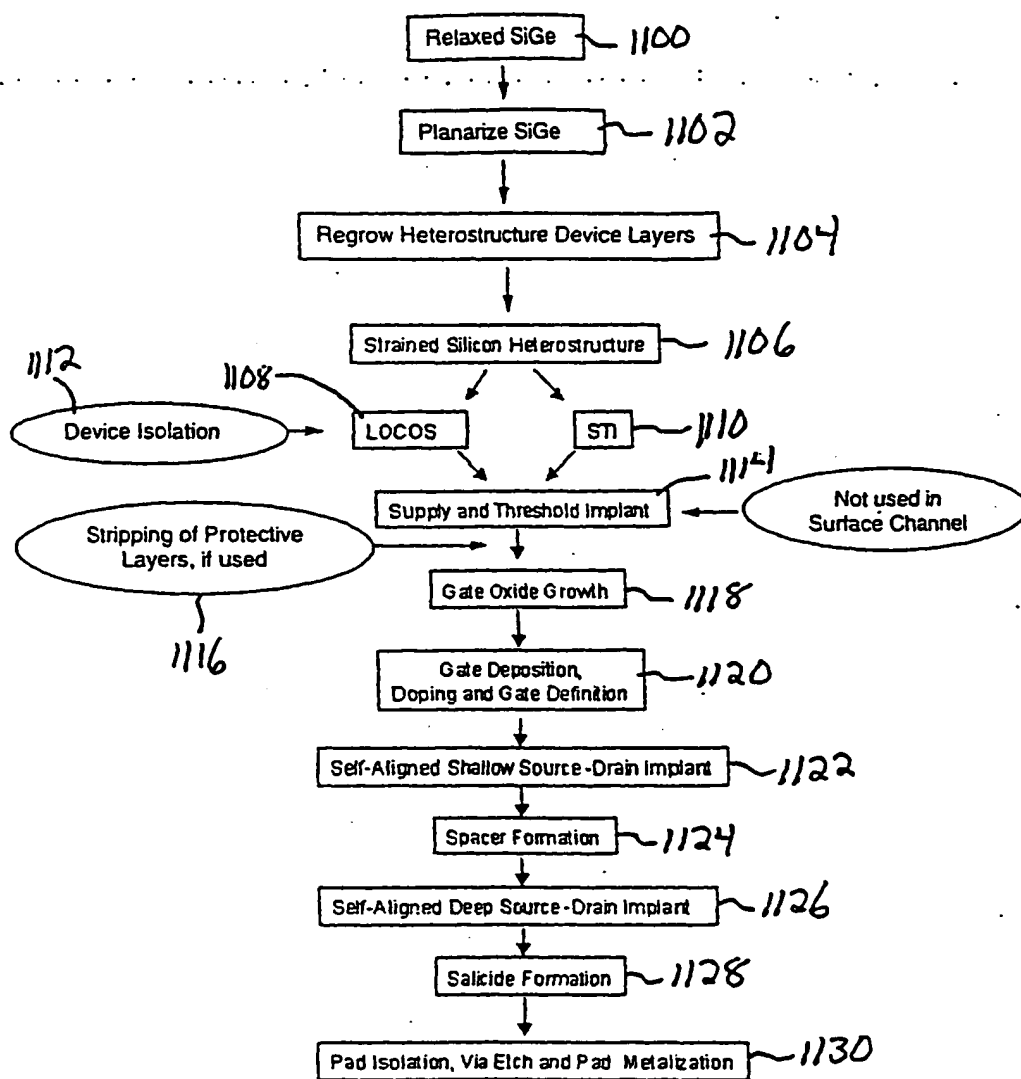 Relaxed SiGe 1100
Planarize SiGe 1102
Regrow Heterostructure Device Layers 1104
Strained Silicon Heterostructure 1106
1112
1108
Device Isolation
LOCOS
STI 1110
1114
Supply and Threshold Implant
Not used in
Surface Channel
Stripping of Protective
Layers, if used
1116
Gate Oxide Growth 1118
Gate Deposition,
Doping and Gate Definition 1120
Self-Aligned Shallow Source-Drain Implant 1122
Spacer Formation 1124
Self-Aligned Deep Source-Drain Implant 1126
Salicide Formation 1128
Pad Isolation, Via Etch and Pad Metalization 1130